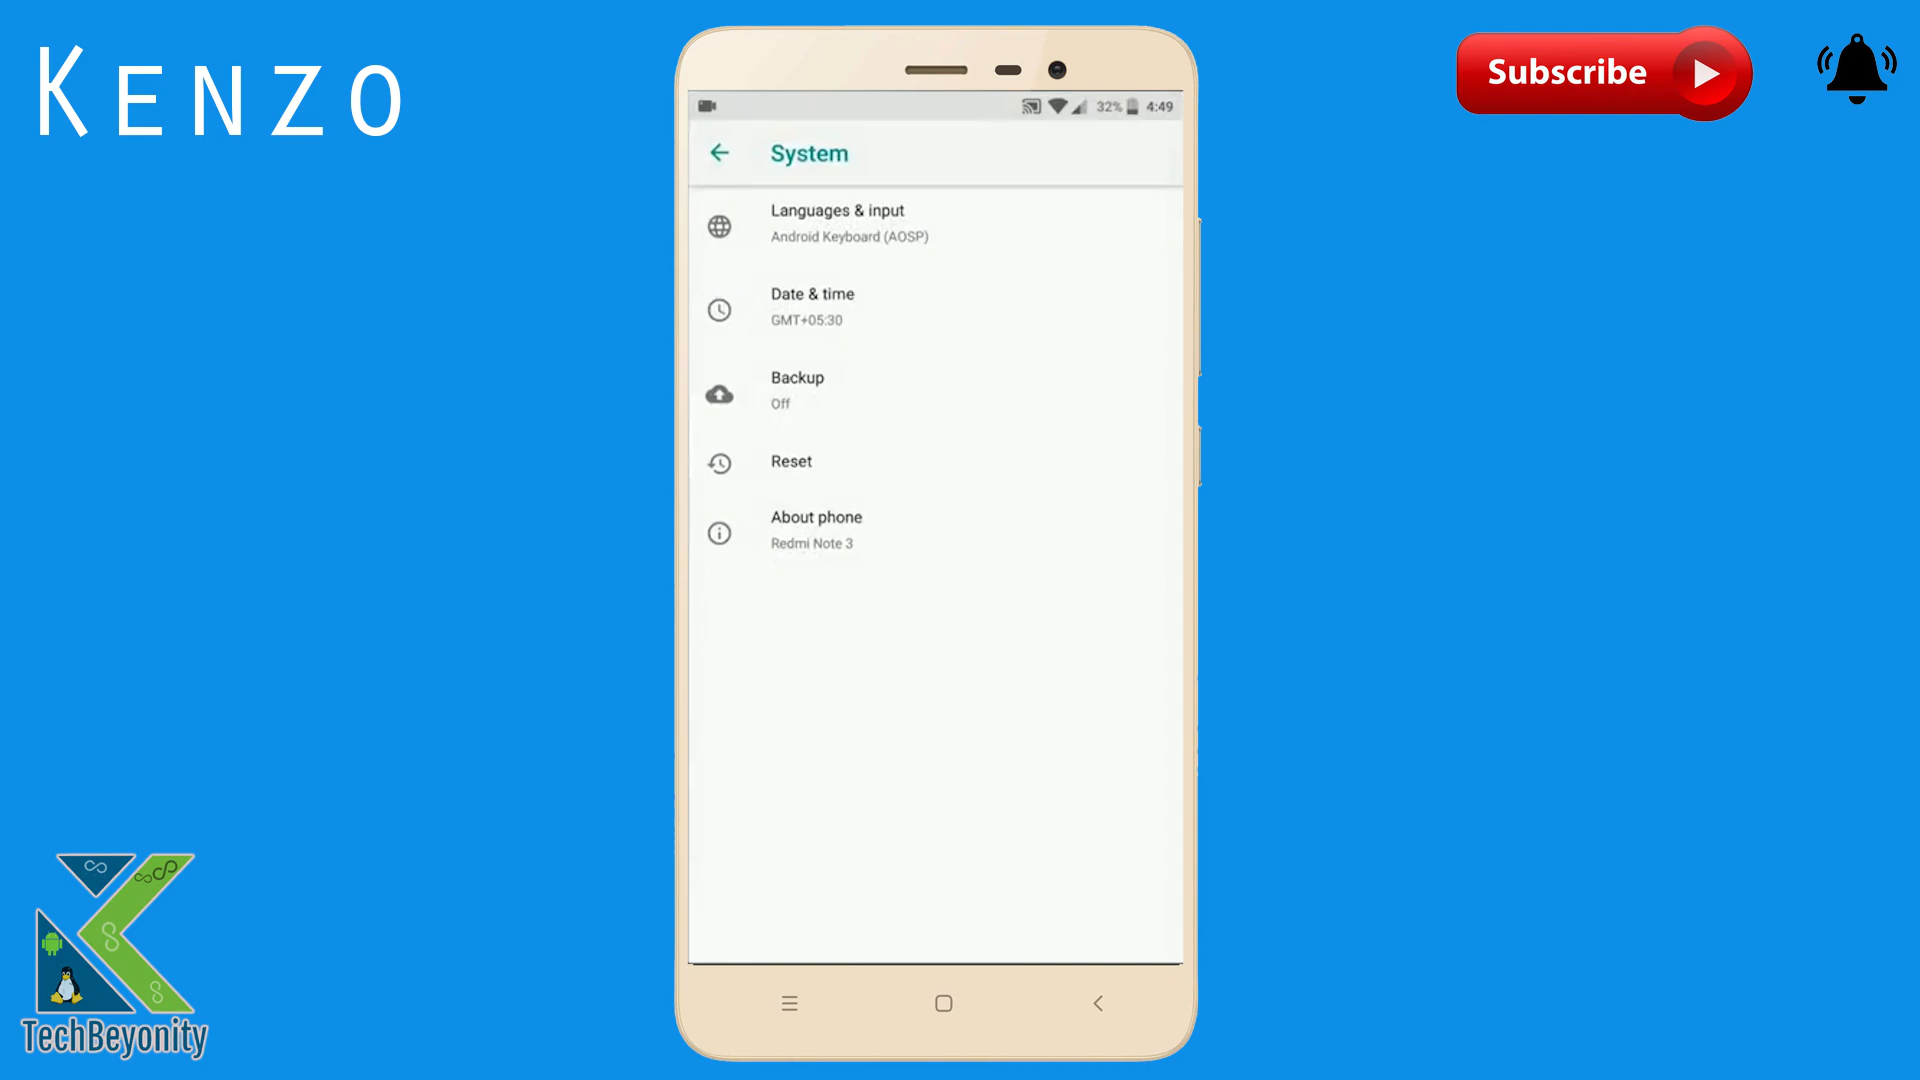 KENZO
Subscribe
32% 4:49
System
Languages & input
Android Keyboard (AOSP)
Date & time
GMT+05:30
Backup
Off
Reset
About phone
Redmi Note 3
TechBeyonity